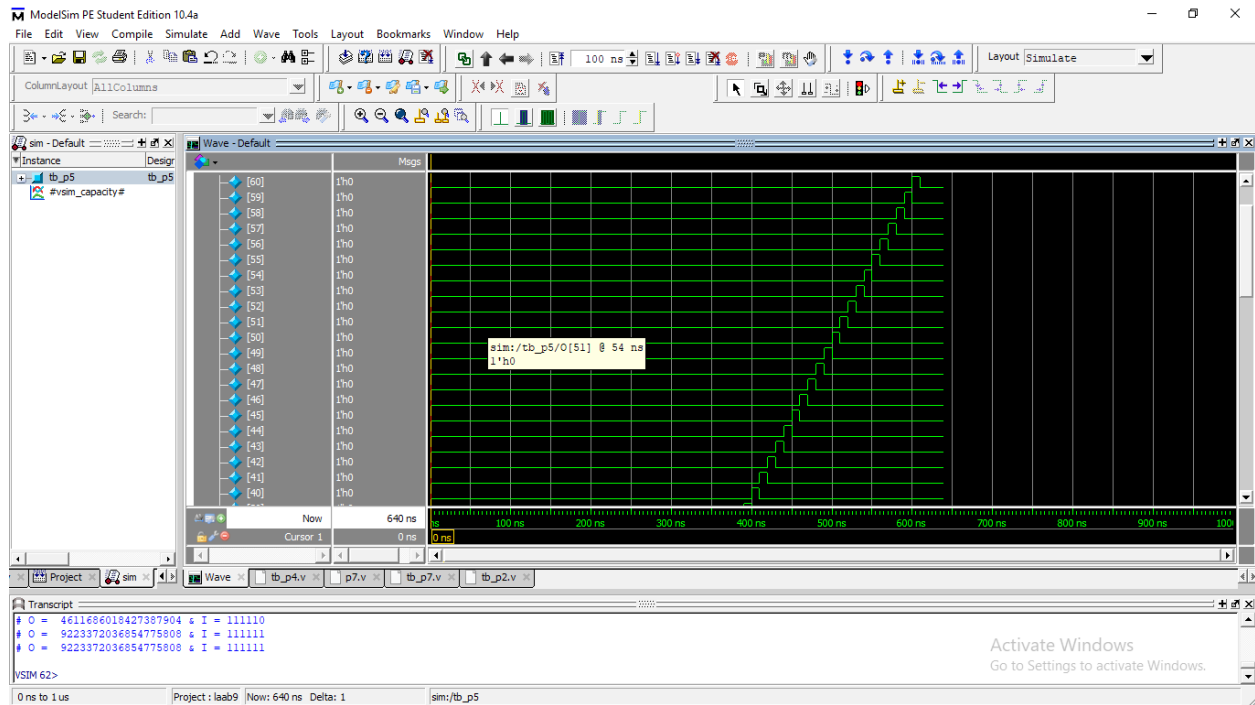 ModelSim PE Student Edition 10.4a
File Edit View Compile Simulate Add Wave Tools Layout Bookmarks Window Help
100 ns
Layout Simulate
ColumnLayout AllColumns
Search:
sim - Default
Wave - Default
Instance Desigr
Msgs
tb_p5 tb_p5
#vsim_capacity#
[60] 1'h0
[59] 1'h0
[58] 1'h0
[57] 1'h0
[56] 1'h0
[55] 1'h0
[54] 1'h0
[53] 1'h0
[52] 1'h0
[51] 1'h0
[50] 1'h0
[49] 1'h0
[48] 1'h0
[47] 1'h0
[46] 1'h0
[45] 1'h0
[44] 1'h0
[43] 1'h0
[42] 1'h0
[41] 1'h0
[40] 1'h0
sim:/tb_p5/O[51] @ 54 ns
1'h0
Now 640 ns
ns 100 ns 200 ns 300 ns 400 ns 500 ns 600 ns 700 ns 800 ns 900 ns 100
Cursor 1 0 ns 0 ns
Project sim Wave tb_p4.v p7.v tb_p7.v tb_p2.v
Transcript
# O = 4611686018427387904 & I = 111110
# O = 9223372036854775808 & I = 111111
# O = 9223372036854775808 & I = 111111
VSIM 62>
Activate Windows
Go to Settings to activate Windows.
0 ns to 1 us Project : laab9 Now: 640 ns Delta: 1 sim:/tb_p5